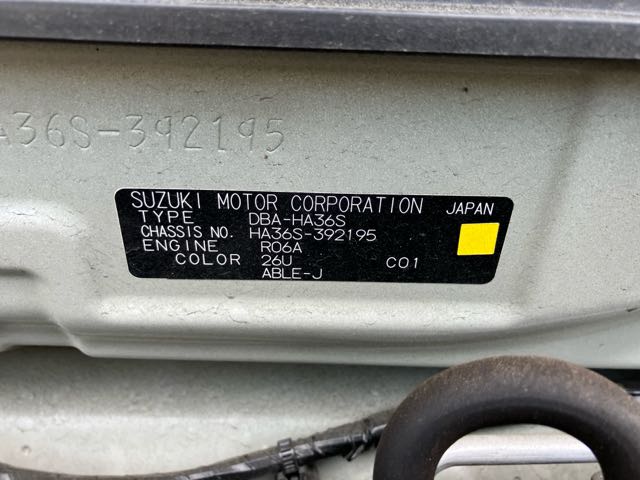 A36S-392195
SUZUKI MOTOR CORPORATION JAPAN
TYPE DBA-HA36S
CHASSIS NO. HA36S-392195
ENGINE R06A
COLOR 26U C01
ABLE-J